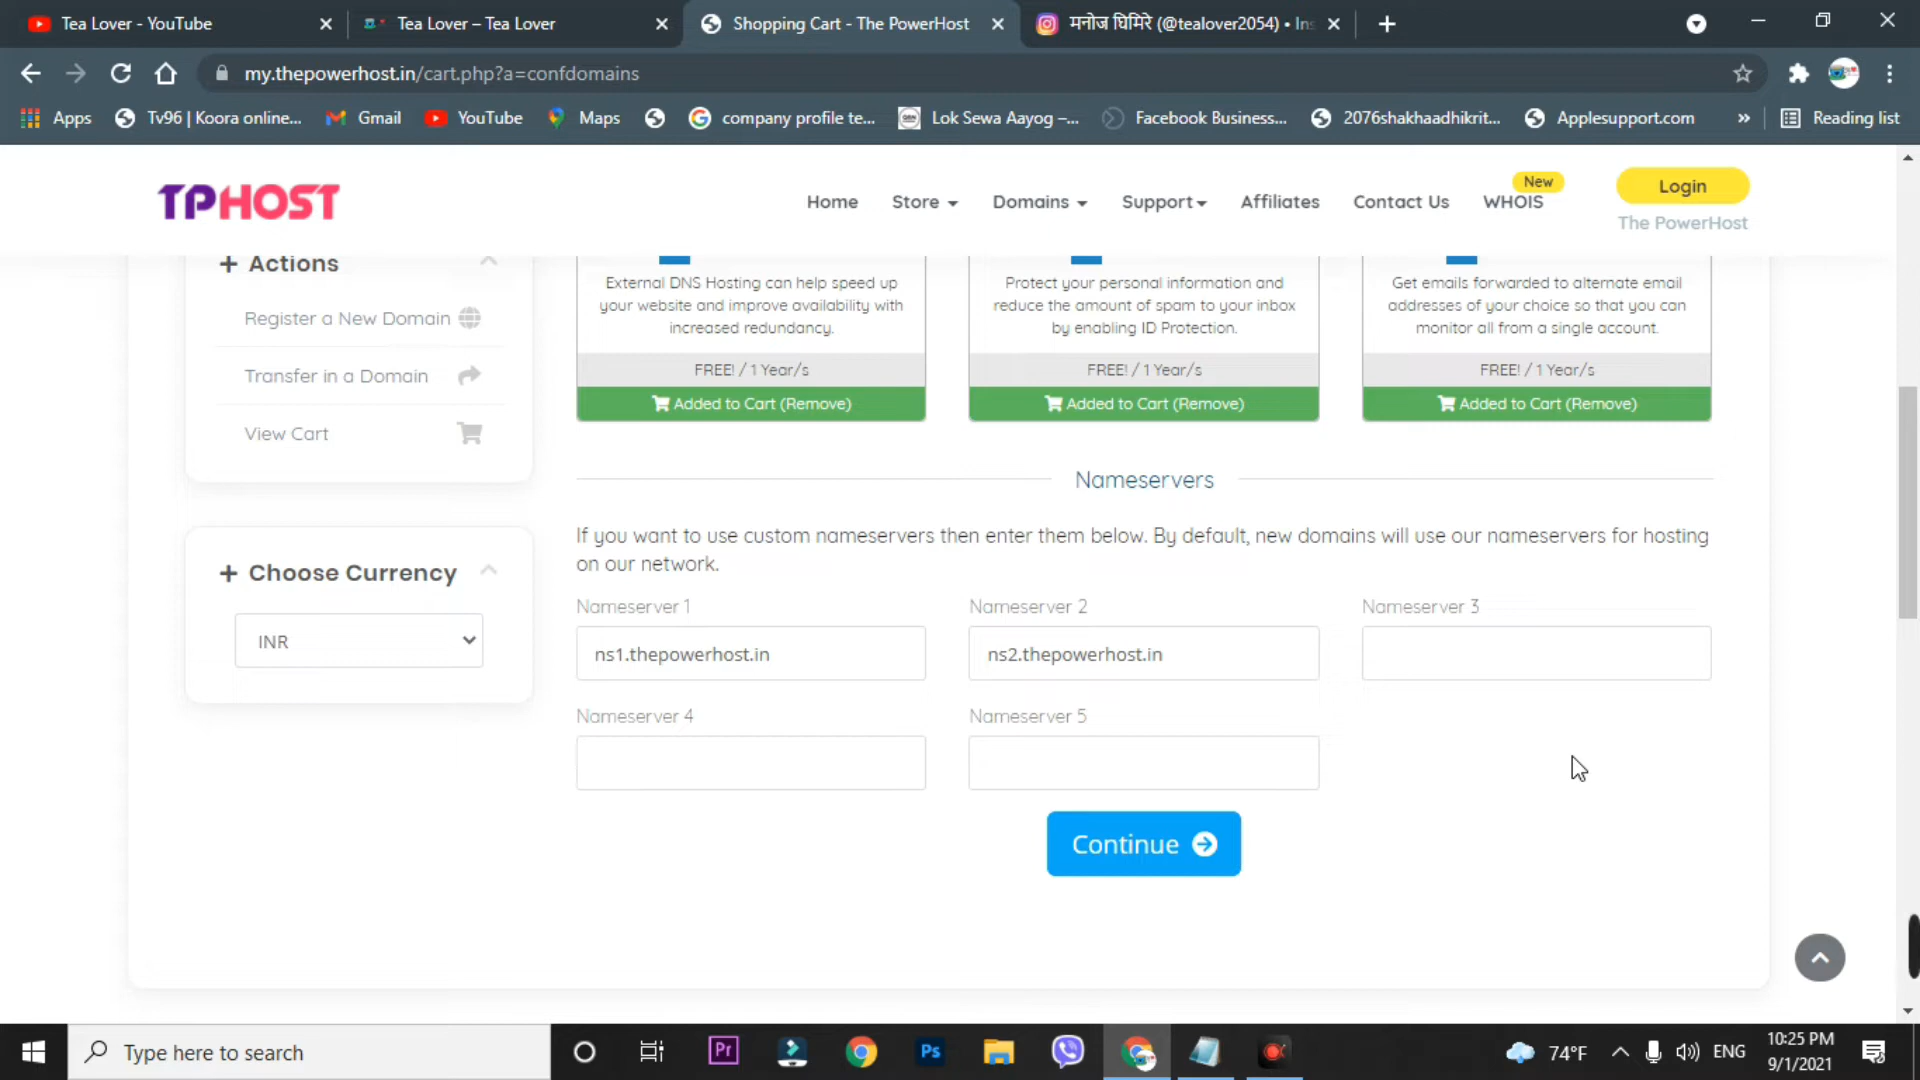 Tea Lover - YouTube
Tea Lover – Tea Lover
Shopping Cart - The PowerHost
मनोज घिमिरे (@tealover2054) • Ins
my.thepowerhost.in/cart.php?a=confdomains
Apps
Tv96 | Koora online...
Gmail
YouTube
Maps
company profile te...
Lok Sewa Aayog –...
Facebook Business...
2076shakhaadhikrit...
Applesupport.com
»
Reading list
TPHOST
Home
Store
Domains
Support
Affiliates
Contact Us
New
WHOIS
Login
The PowerHost
+ Actions
Register a New Domain
Transfer in a Domain
View Cart
+ Choose Currency
INR
External DNS Hosting can help speed up
your website and improve availability with
increased redundancy.
FREE! / 1 Year/s
Added to Cart (Remove)
Protect your personal information and
reduce the amount of spam to your inbox
by enabling ID Protection.
FREE! / 1 Year/s
Added to Cart (Remove)
Get emails forwarded to alternate email
addresses of your choice so that you can
monitor all from a single account.
FREE! / 1 Year/s
Added to Cart (Remove)
Nameservers
If you want to use custom nameservers then enter them below. By default, new domains will use our nameservers for hosting
on our network.
Nameserver 1
ns1.thepowerhost.in
Nameserver 2
ns2.thepowerhost.in
Nameserver 3
Nameserver 4
Nameserver 5
Continue
Type here to search
Pr
Ps
74°F
ENG
10:25 PM
9/1/2021